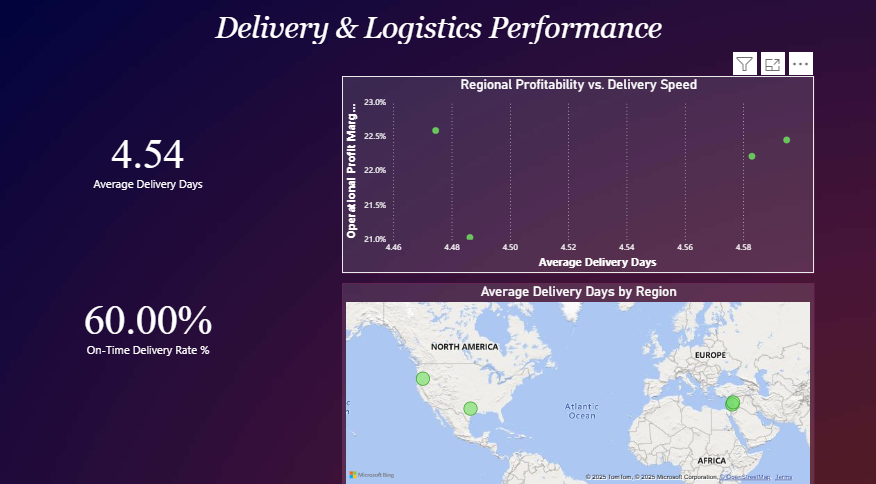 Delivery & Logistics Performance
4.54
Average Delivery Days
60.00%
On-Time Delivery Rate %
Regional Profitability vs. Delivery Speed
Operational Profit Marg...
23.0%
22.5%
22.0%
21.5%
21.0%
4.46 4.48 4.50 4.52 4.54 4.56 4.58
Average Delivery Days
Average Delivery Days by Region
NORTH AMERICA
EUROPE
Atlantic
Ocean
AFRICA
Microsoft Bing
© 2025 TomTom, © 2025 Microsoft Corporation, © OpenStreetMap Terms